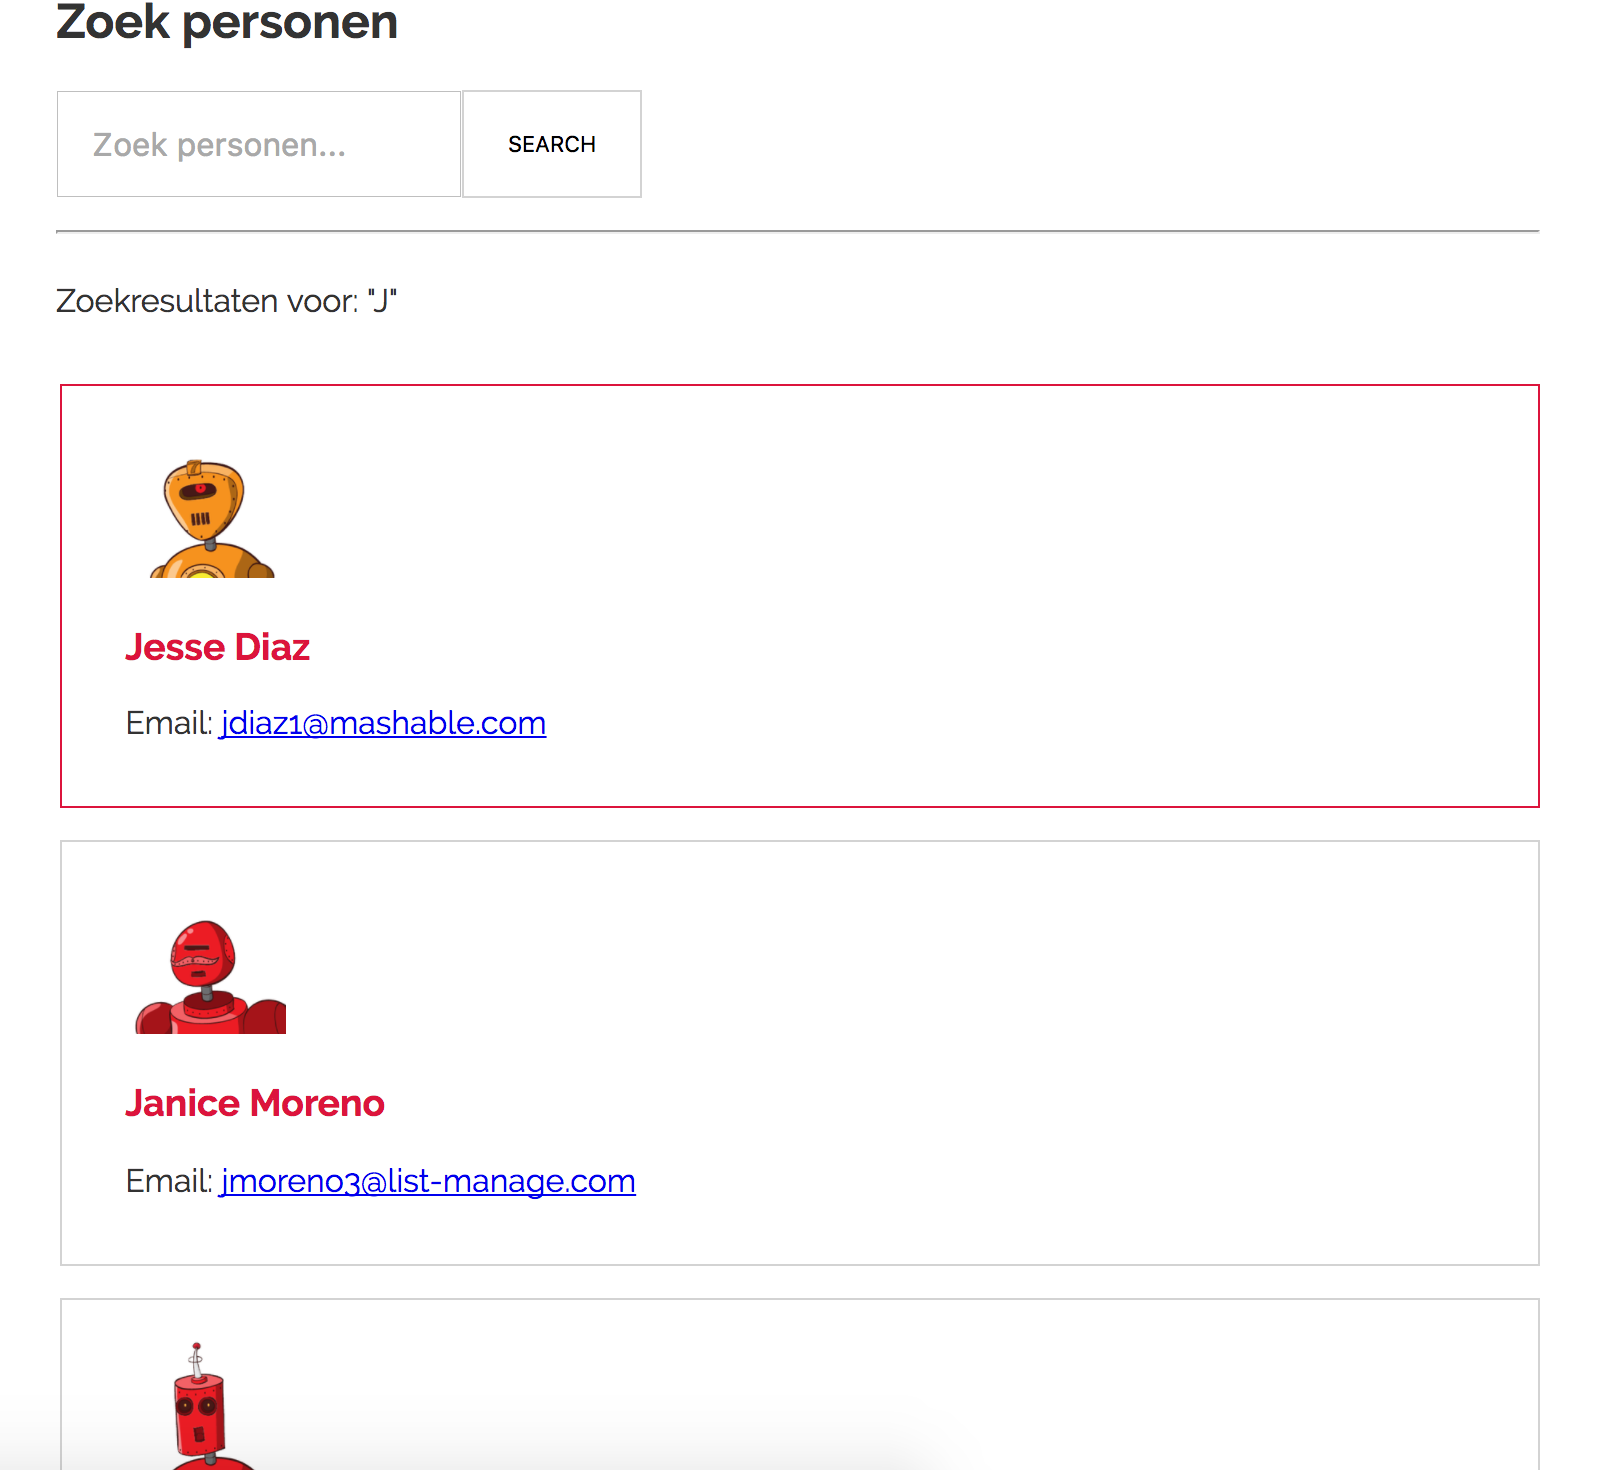 Zoek personen
Zoek personen...
SEARCH
Zoekresultaten voor: "J"
7
Jesse Diaz
Email: jdiaz1@mashable.com
Janice Moreno
Email: jmoreno3@list-manage.com